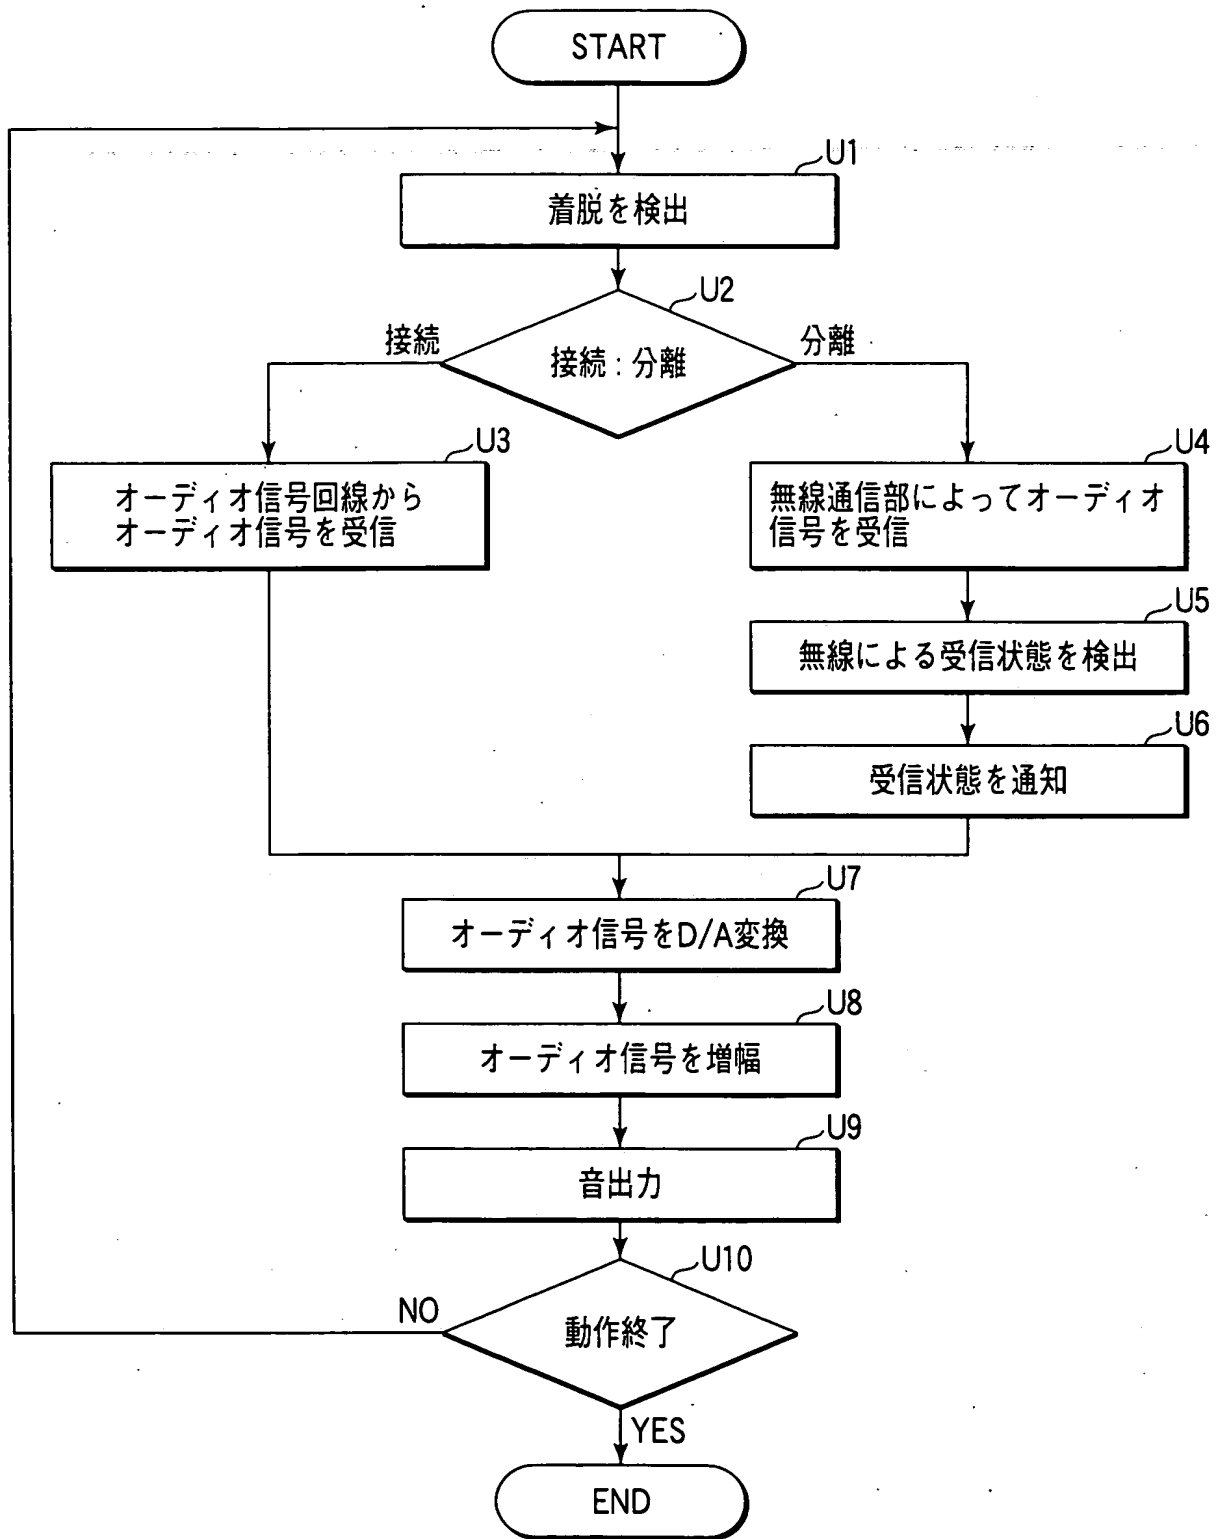 START
U1
着脱を検出
U2
接続
分離
接続:分離
U3
オーディオ信号回線から
オーディオ信号を受信
U4
無線通信部によってオーディオ
信号を受信
U5
無線による受信状態を検出
U6
受信状態を通知
U7
オーディオ信号をD/A変換
U8
オーディオ信号を増幅
U9
音出力
U10
NO
動作終了
YES
END